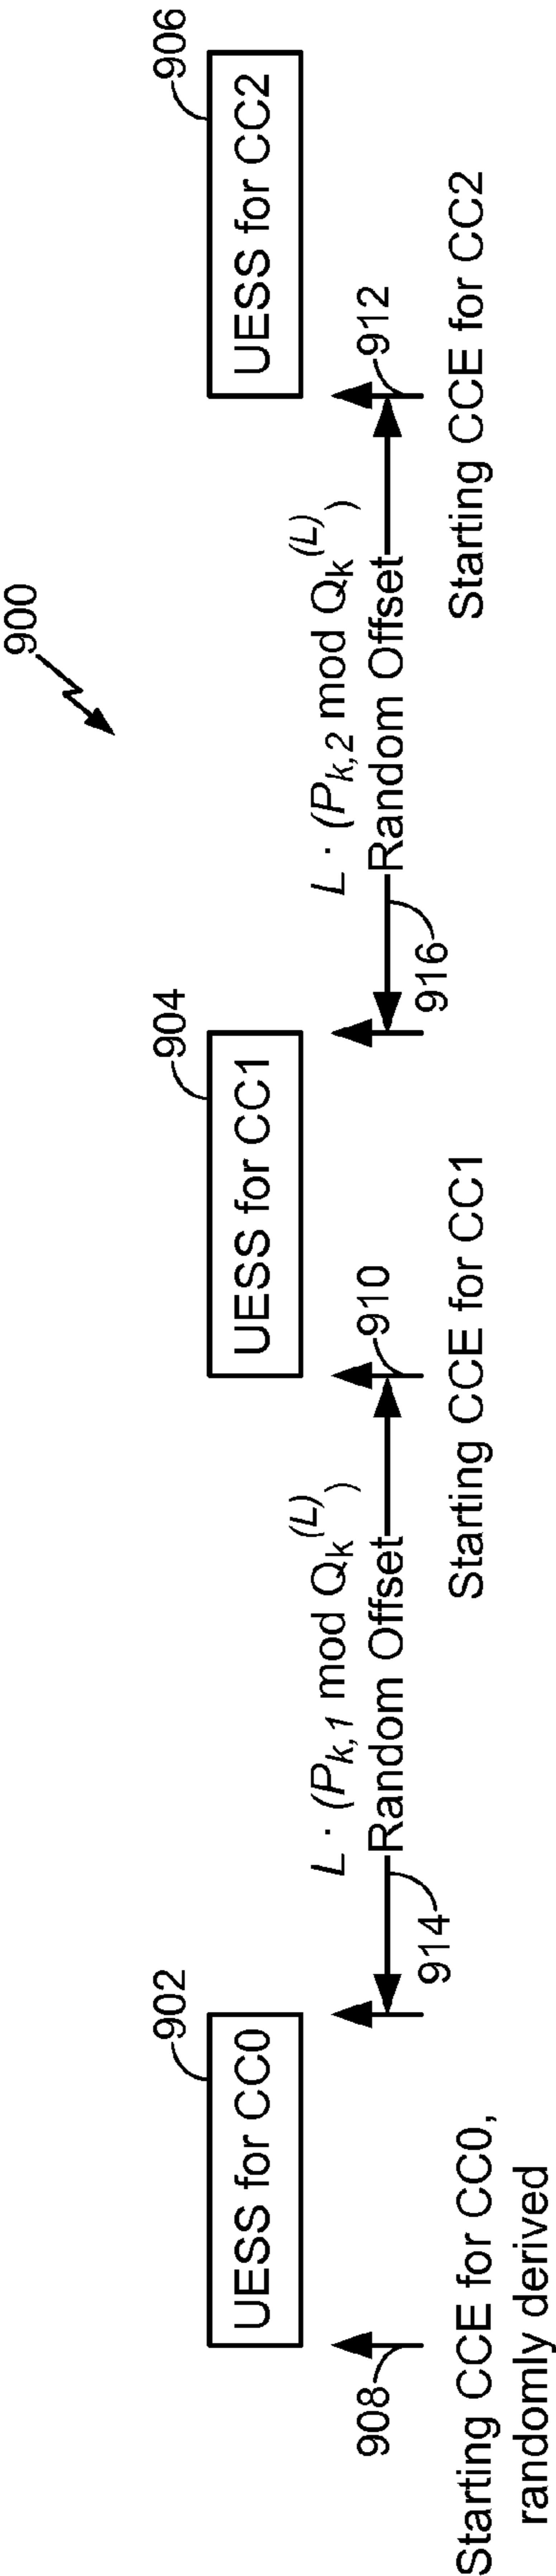 900
902
UESS for CC0
904
UESS for CC1
906
UESS for CC2
L · (Pk,1 mod Qk(L))
Random Offset
L · (Pk,2 mod Qk(L))
Random Offset
908
914
910
916
912
Starting CCE for CC0,
randomly derived
Starting CCE for CC1
Starting CCE for CC2